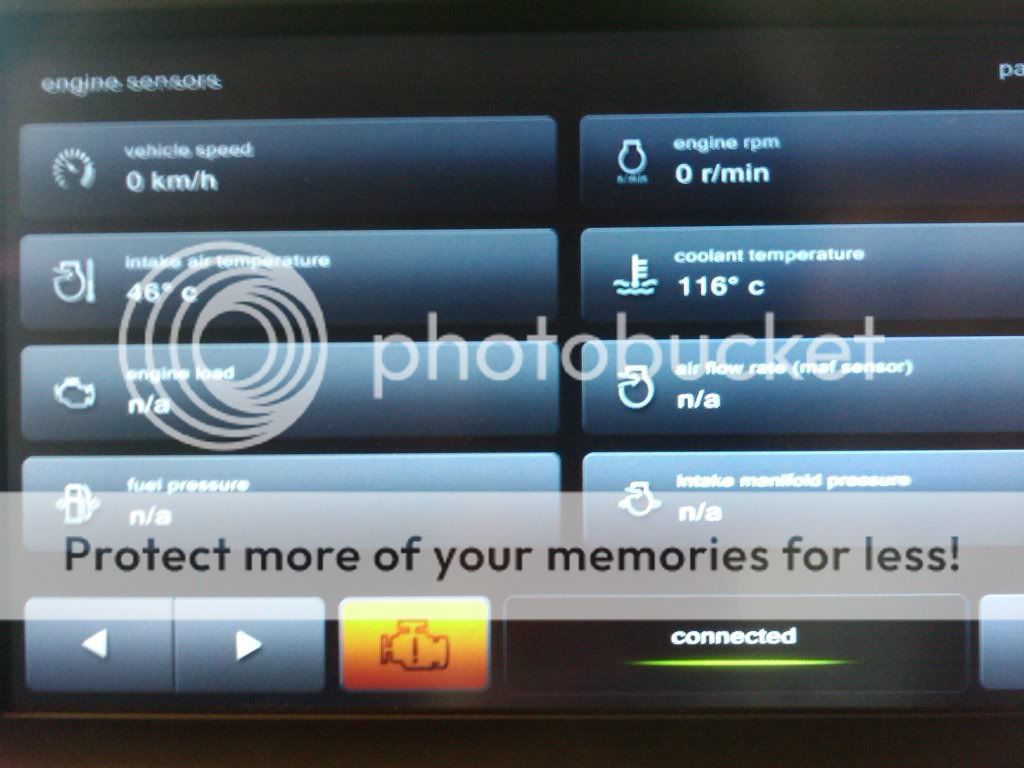 engine sensors
pa
vehicle speed
0 km/h
engine rpm
0 r/min
n/min
intake air temperature
46° c
coolant temperature
116° c
photobucket
engine load
n/a
air flow rate (maf sensor)
n/a
fuel pressure
n/a
intake manifold pressure
n/a
Protect more of your memories for less!
connected